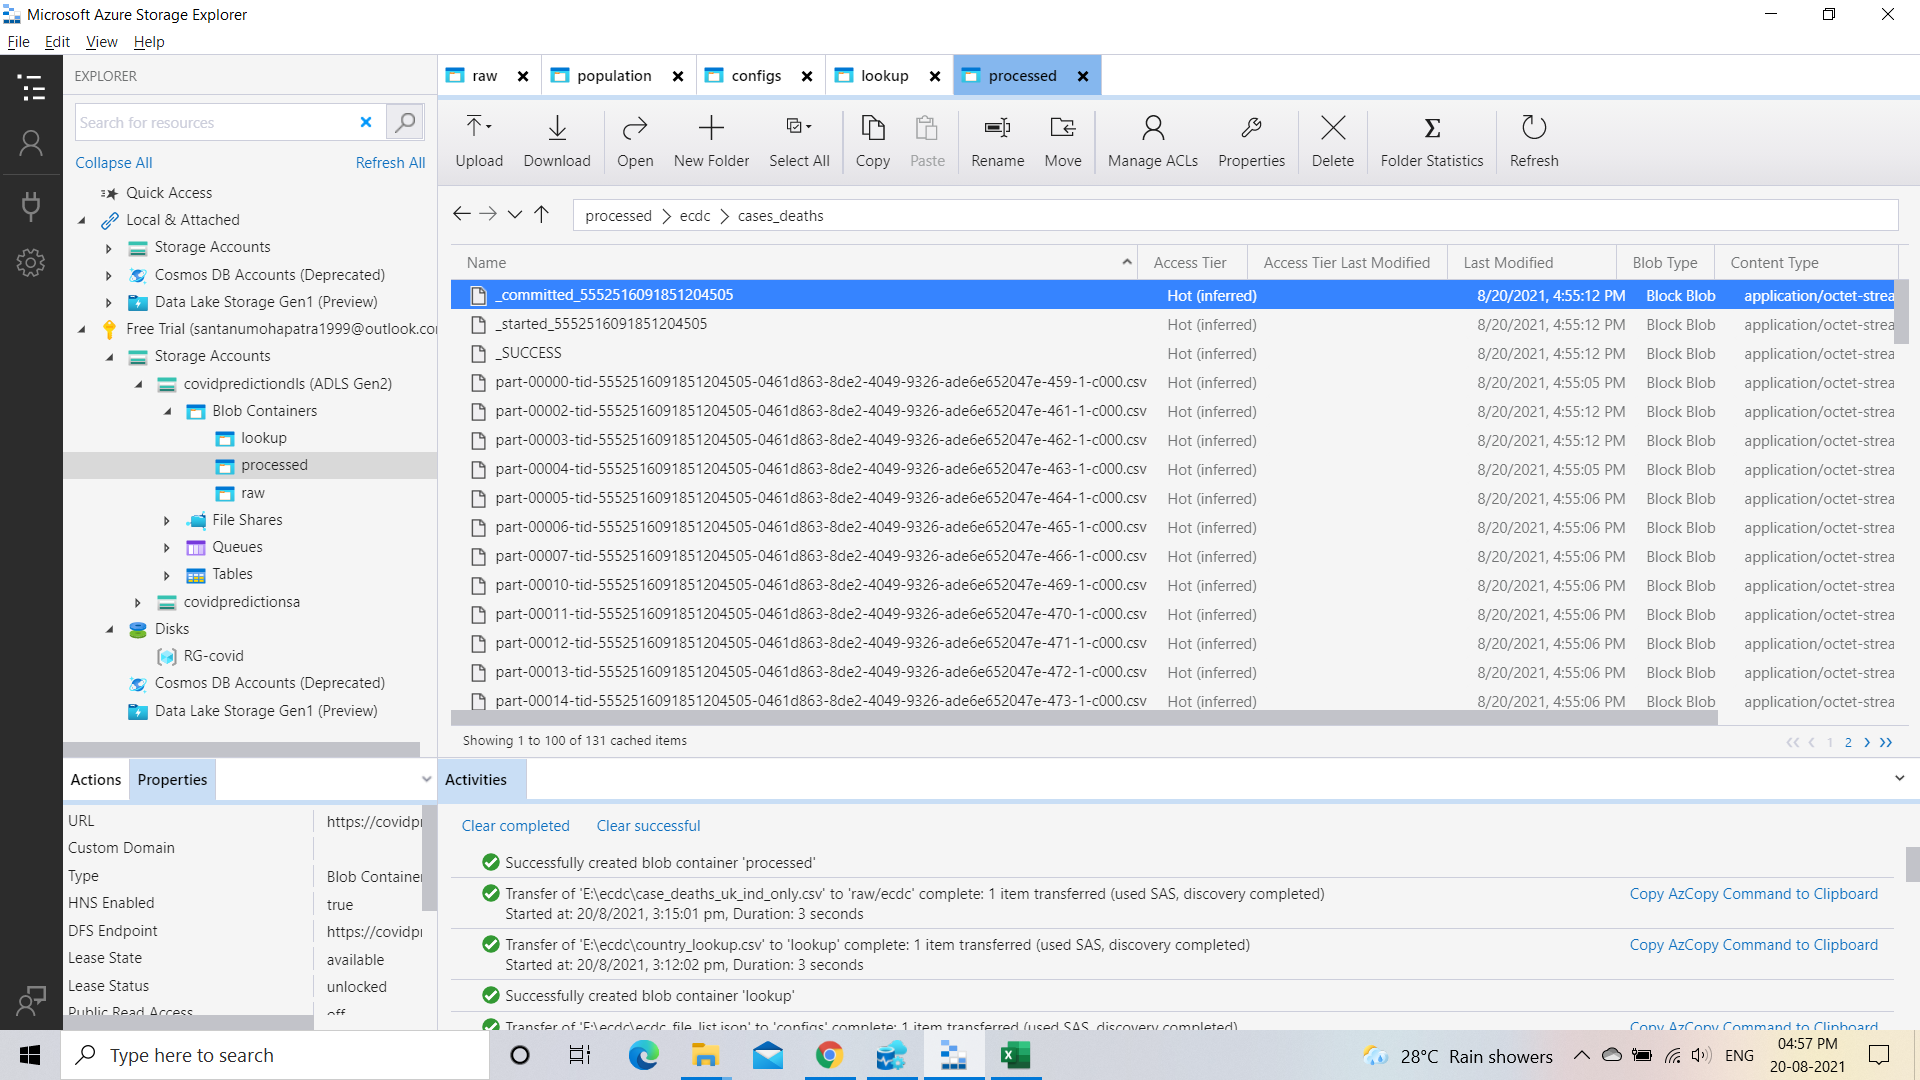 Microsoft Azure Storage Explorer
File Edit View Help
EXPLORER
Search for resources
Collapse All Refresh All
Quick Access
Local & Attached
Storage Accounts
Cosmos DB Accounts (Deprecated)
Data Lake Storage Gen1 (Preview)
Free Trial (santanumohapatra1999@outlook.co
Storage Accounts
covidpredictiondls (ADLS Gen2)
Blob Containers
lookup
processed
raw
File Shares
Queues
Tables
covidpredictionsa
Disks
RG-covid
Cosmos DB Accounts (Deprecated)
Data Lake Storage Gen1 (Preview)
Actions Properties
URL https://covidpr
Custom Domain
Type Blob Container
HNS Enabled true
DFS Endpoint https://covidpr
Lease State available
Lease Status unlocked
Public Read Access off
raw population configs lookup processed
Upload Download Open New Folder Select All Copy Paste Rename Move Manage ACLs Properties Delete Folder Statistics Refresh
processed ecdc cases_deaths
Name Access Tier Access Tier Last Modified Last Modified Blob Type Content Type
_committed_5552516091851204505 Hot (inferred) 8/20/2021, 4:55:12 PM Block Blob application/octet-strea
_started_5552516091851204505 Hot (inferred) 8/20/2021, 4:55:12 PM Block Blob application/octet-strea
_SUCCESS Hot (inferred) 8/20/2021, 4:55:12 PM Block Blob application/octet-strea
part-00000-tid-5552516091851204505-0461d863-8de2-4049-9326-ade6e652047e-459-1-c000.csv Hot (inferred) 8/20/2021, 4:55:05 PM Block Blob application/octet-strea
part-00002-tid-5552516091851204505-0461d863-8de2-4049-9326-ade6e652047e-461-1-c000.csv Hot (inferred) 8/20/2021, 4:55:12 PM Block Blob application/octet-strea
part-00003-tid-5552516091851204505-0461d863-8de2-4049-9326-ade6e652047e-462-1-c000.csv Hot (inferred) 8/20/2021, 4:55:12 PM Block Blob application/octet-strea
part-00004-tid-5552516091851204505-0461d863-8de2-4049-9326-ade6e652047e-463-1-c000.csv Hot (inferred) 8/20/2021, 4:55:05 PM Block Blob application/octet-strea
part-00005-tid-5552516091851204505-0461d863-8de2-4049-9326-ade6e652047e-464-1-c000.csv Hot (inferred) 8/20/2021, 4:55:06 PM Block Blob application/octet-strea
part-00006-tid-5552516091851204505-0461d863-8de2-4049-9326-ade6e652047e-465-1-c000.csv Hot (inferred) 8/20/2021, 4:55:06 PM Block Blob application/octet-strea
part-00007-tid-5552516091851204505-0461d863-8de2-4049-9326-ade6e652047e-466-1-c000.csv Hot (inferred) 8/20/2021, 4:55:06 PM Block Blob application/octet-strea
part-00010-tid-5552516091851204505-0461d863-8de2-4049-9326-ade6e652047e-469-1-c000.csv Hot (inferred) 8/20/2021, 4:55:06 PM Block Blob application/octet-strea
part-00011-tid-5552516091851204505-0461d863-8de2-4049-9326-ade6e652047e-470-1-c000.csv Hot (inferred) 8/20/2021, 4:55:06 PM Block Blob application/octet-strea
part-00012-tid-5552516091851204505-0461d863-8de2-4049-9326-ade6e652047e-471-1-c000.csv Hot (inferred) 8/20/2021, 4:55:06 PM Block Blob application/octet-strea
part-00013-tid-5552516091851204505-0461d863-8de2-4049-9326-ade6e652047e-472-1-c000.csv Hot (inferred) 8/20/2021, 4:55:06 PM Block Blob application/octet-strea
part-00014-tid-5552516091851204505-0461d863-8de2-4049-9326-ade6e652047e-473-1-c000.csv Hot (inferred) 8/20/2021, 4:55:06 PM Block Blob application/octet-strea
Showing 1 to 100 of 131 cached items 1 2
Activities
Clear completed Clear successful
Successfully created blob container 'processed'
Transfer of 'E:\ecdc\case_deaths_uk_ind_only.csv' to 'raw/ecdc' complete: 1 item transferred (used SAS, discovery completed) Copy AzCopy Command to Clipboard
Started at: 20/8/2021, 3:15:01 pm, Duration: 3 seconds
Transfer of 'E:\ecdc\country_lookup.csv' to 'lookup' complete: 1 item transferred (used SAS, discovery completed) Copy AzCopy Command to Clipboard
Started at: 20/8/2021, 3:12:02 pm, Duration: 3 seconds
Successfully created blob container 'lookup'
Transfer of 'E:\ecdc\ecdc_file_list.json' to 'configs' complete: 1 item transferred (used SAS, discovery completed) Copy AzCopy Command to Clipboard
Type here to search 28°C Rain showers ENG 04:57 PM
20-08-2021